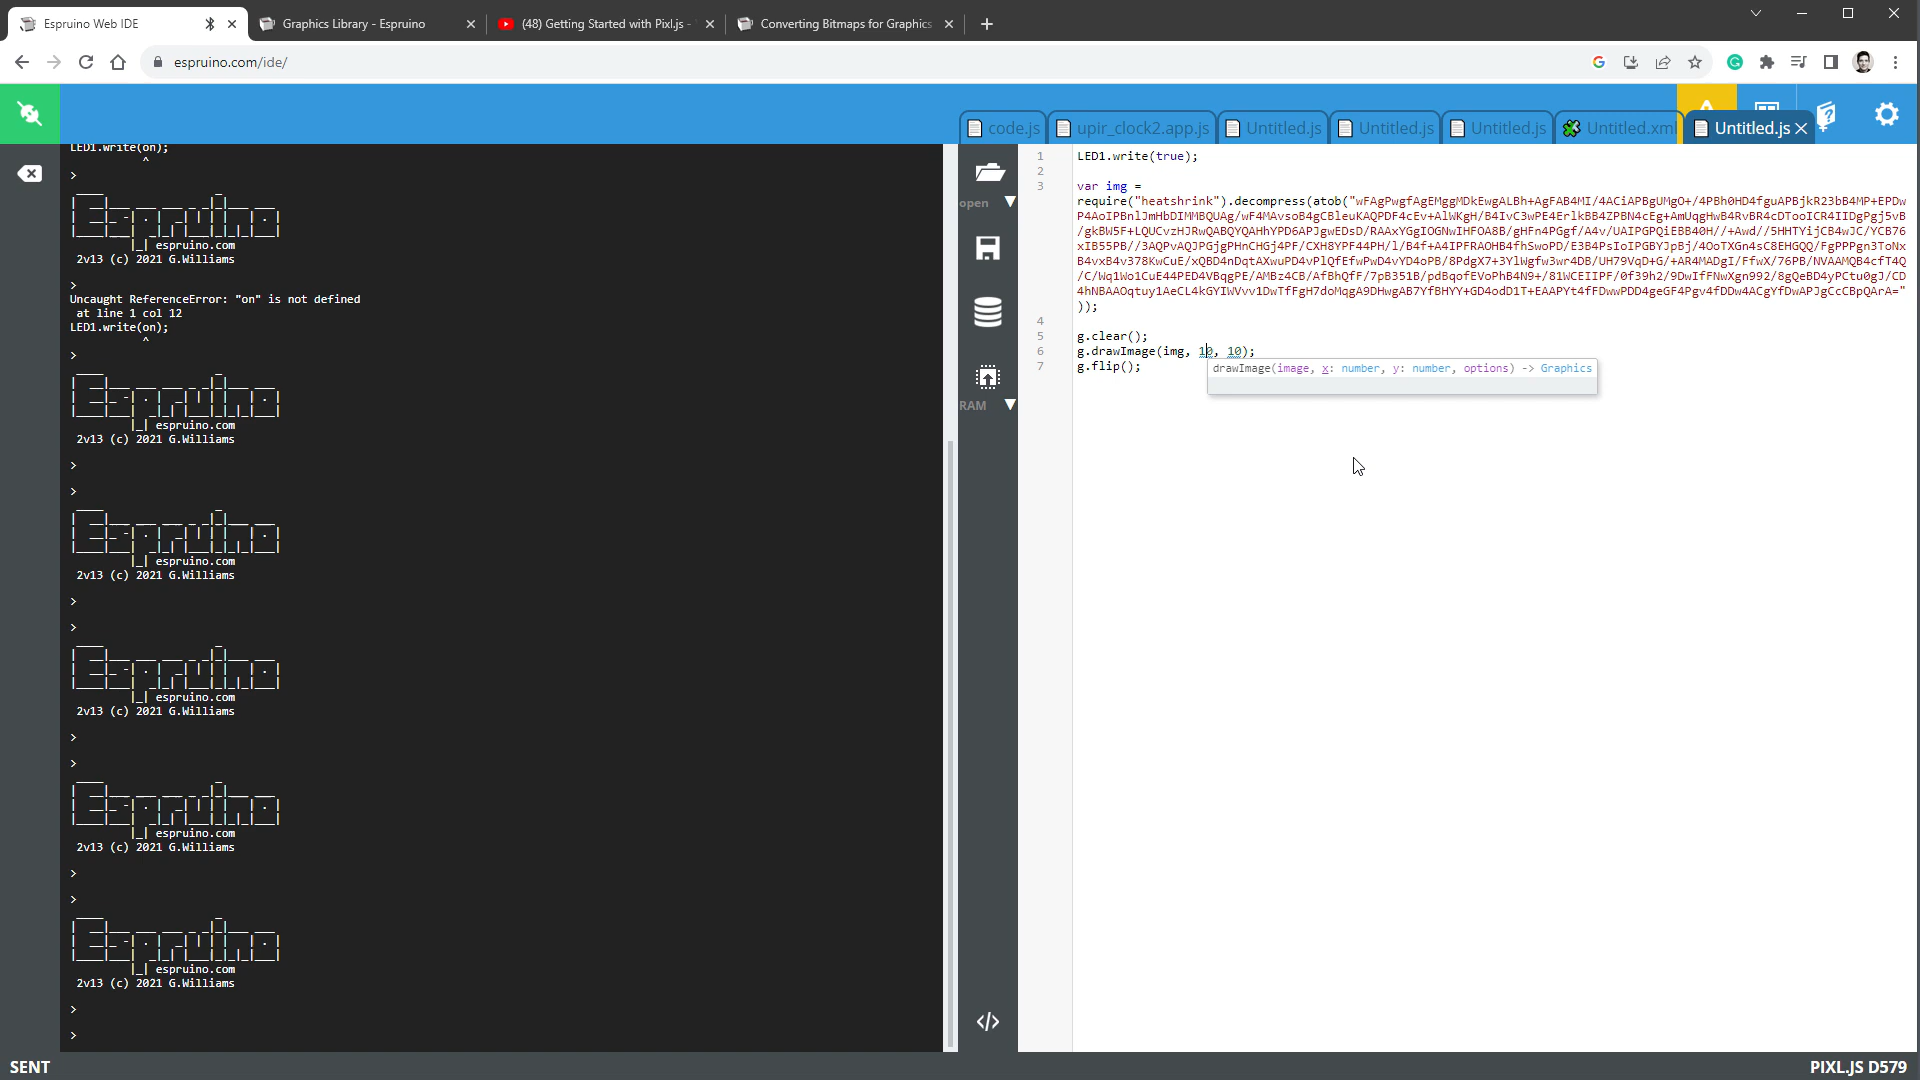 Espruino Web IDE
Graphics Library - Espruino
(48) Getting Started with Pixl.js -
Converting Bitmaps for Graphics
espruino.com/ide/
code.js
upir_clock2.app.js
Untitled.js
Untitled.js
Untitled.js
Untitled.xml
Untitled.js
LED1.write(on);
^
>
Espruino
espruino.com
2v13 (c) 2021 G.Williams
>
Uncaught ReferenceError: "on" is not defined
at line 1 col 12
LED1.write(on);
^
>
Espruino
espruino.com
2v13 (c) 2021 G.Williams
>
>
Espruino
espruino.com
2v13 (c) 2021 G.Williams
>
>
Espruino
espruino.com
2v13 (c) 2021 G.Williams
>
>
Espruino
espruino.com
2v13 (c) 2021 G.Williams
>
>
Espruino
espruino.com
2v13 (c) 2021 G.Williams
>
>
open
RAM
1 LED1.write(true);
2
3 var img =
require("heatshrink").decompress(atob("
));
4
5 g.clear();
6 g.drawImage(img, 10, 10);
7 g.flip();
drawImage(image, x: number, y: number, options) -> Graphics
SENT
PIXL.JS D579